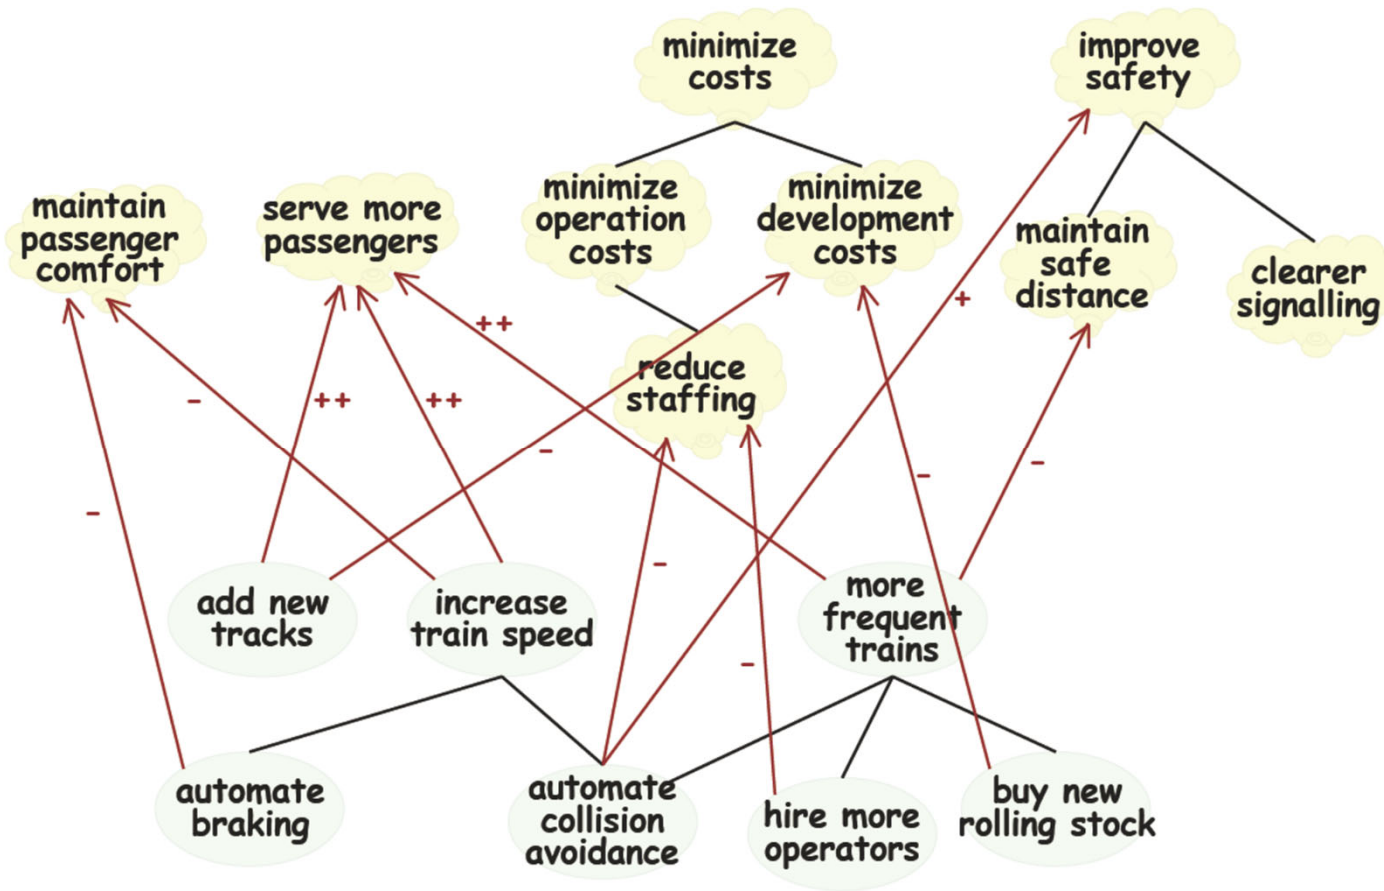 minimize
costs
improve
safety
maintain
passenger
comfort
serve more
passengers
minimize
operation
costs
minimize
development
costs
maintain
safe
distance
clearer
signalling
reduce
staffing
+
++
++
++
-
-
-
-
-
-
-
-
add new
tracks
increase
train speed
more
frequent
trains
automate
braking
automate
collision
avoidance
hire more
operators
buy new
rolling stock